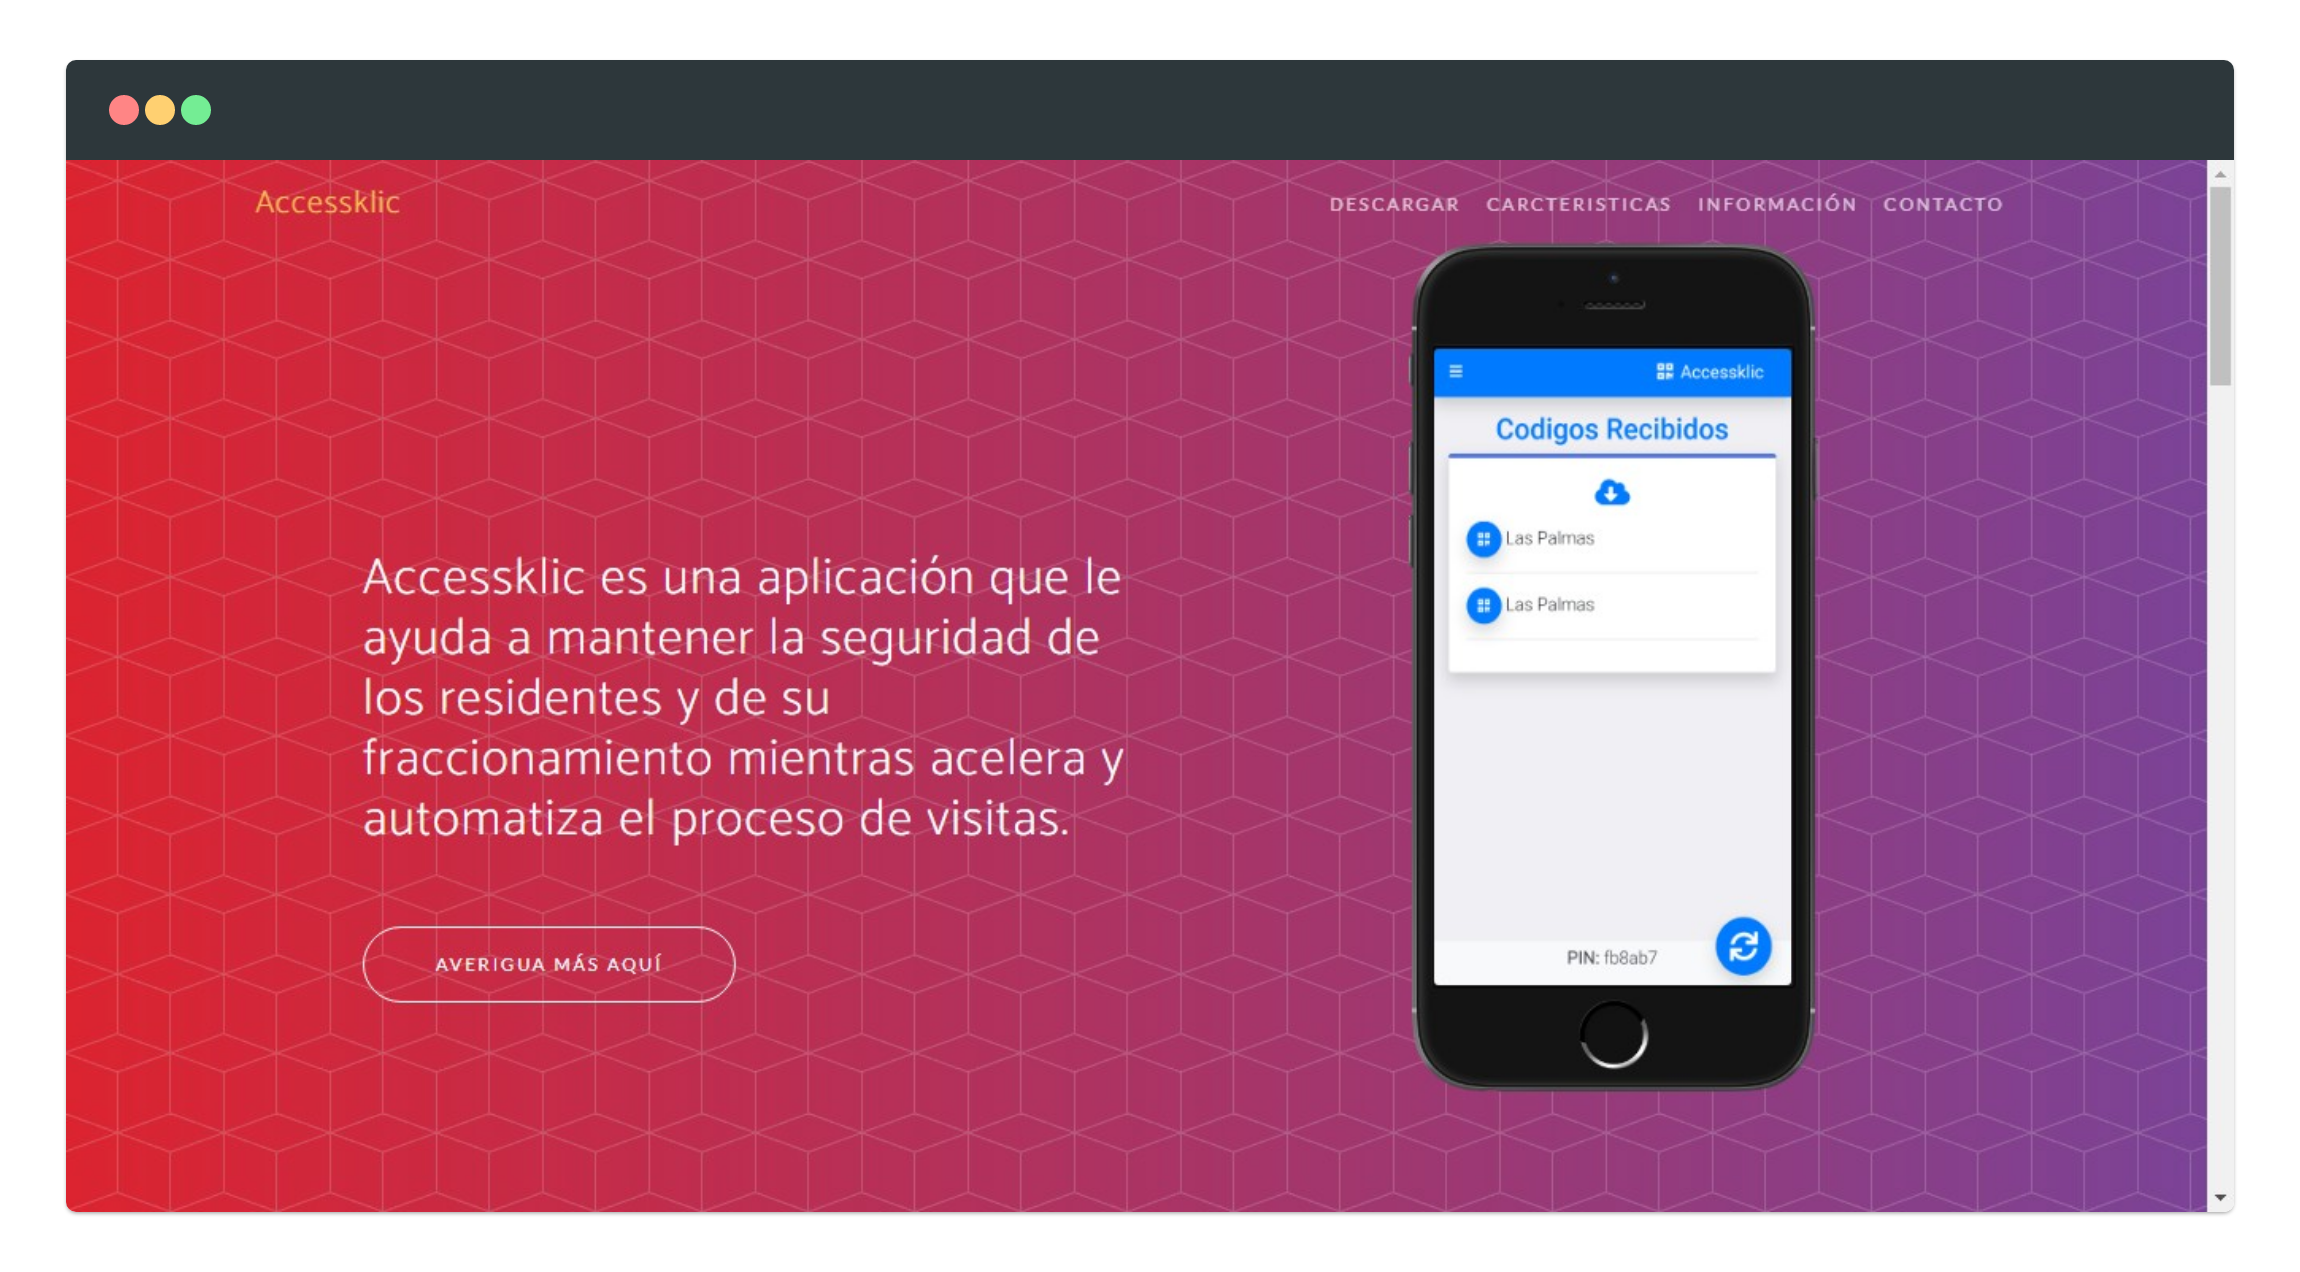 Accessklic
DESCARGAR CARCTERISTICAS INFORMACIÓN CONTACTO
Accessklic es una aplicación que le
ayuda a mantener la seguridad de
los residentes y de su
fraccionamiento mientras acelera y
automatiza el proceso de visitas.
AVERIGUA MÁS AQUÍ
Accessklic
Codigos Recibidos
Las Palmas
Las Palmas
PIN: fb8ab7